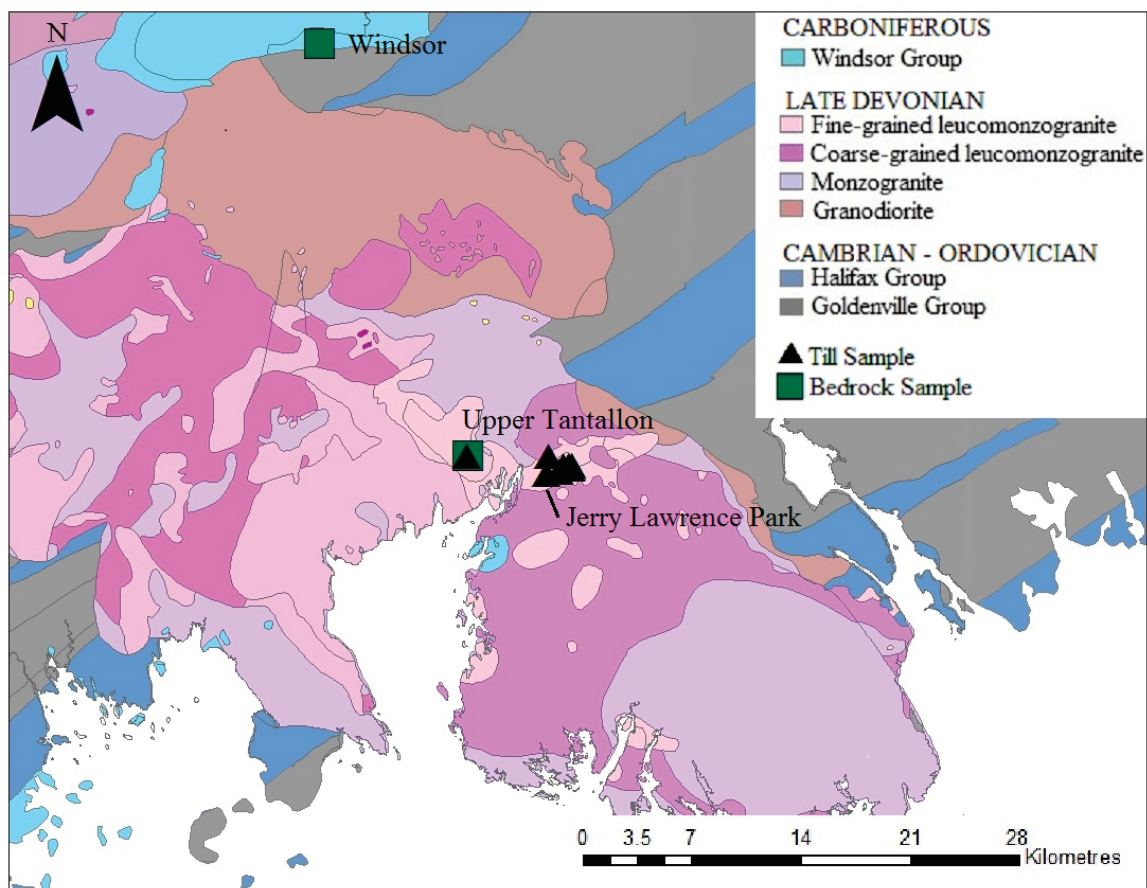 N
Windsor
Upper Tantallon
Jerry Lawrence Park
CARBONIFEROUS
Windsor Group
LATE DEVONIAN
Fine-grained leucomonzogranite
Coarse-grained leucomonzogranite
Monzogranite
Granodiorite
CAMBRIAN - ORDOVICIAN
Halifax Group
Goldenville Group
Till Sample
Bedrock Sample
0 3.5 7 14 21 28
Kilometres